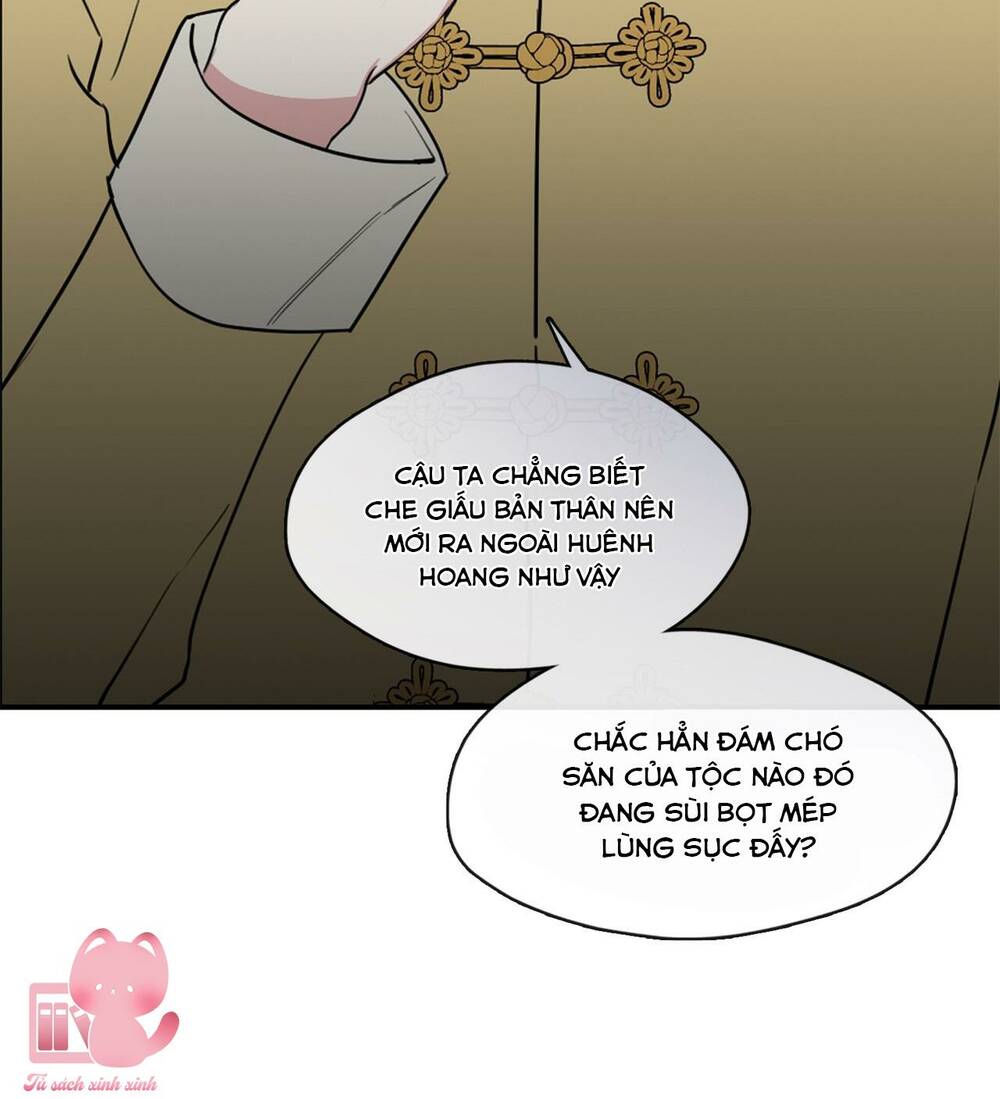 CẬU TA CHẲNG BIẾT
CHE GIẤU BẢN THÂN NÊN
MỚI RA NGOÀI HUÊNH
HOANG NHƯ VẬY
CHẮC HẲN ĐÁM CHÓ
SĂN CỦA TỘC NÀO ĐÓ
ĐANG SÙI BỌT MÉP
LÙNG SỤC ĐẤY?
Tủ sách xinh xinh